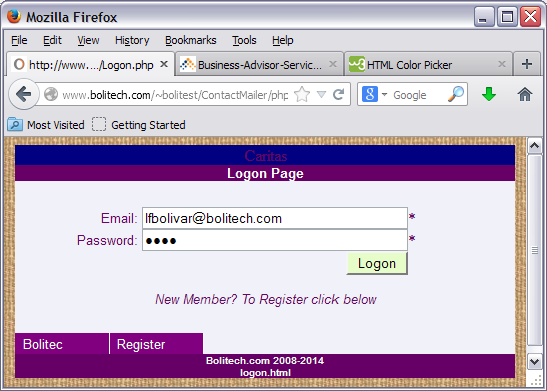 Mozilla Firefox
File Edit View History Bookmarks Tools Help
http://www..../Logon.php
Business-Advisor-Servic...
HTML Color Picker
www.bolitech.com/~bolitest/ContactMailer/php
Google
Most Visited Getting Started
Caritas
Logon Page
Email: lfbolivar@bolitech.com *
Password: •••• *
Logon
New Member? To Register click below
Bolitec Register
Bolitech.com 2008-2014
logon.html